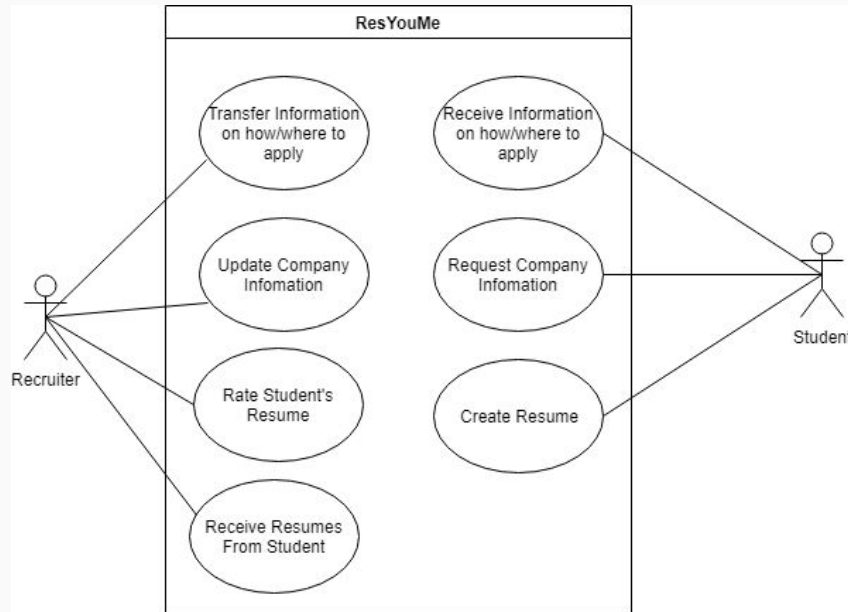 ResYouMe
Transfer Information
on how/where to
apply
Receive Information
on how/where to
apply
Update Company
Infomation
Request Company
Infomation
Recruiter
Student
Rate Student's
Resume
Create Resume
Receive Resumes
From Student